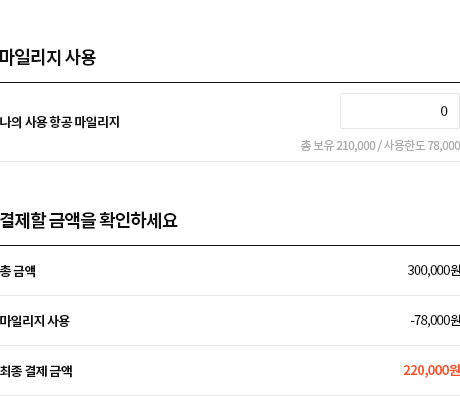 마일리지 사용
나의 사용 항공 마일리지
0
총 보유 210,000 / 사용한도 78,000
결제할 금액을 확인하세요
총 금액 300,000원
마일리지 사용 -78,000원
최종 결제 금액 220,000원